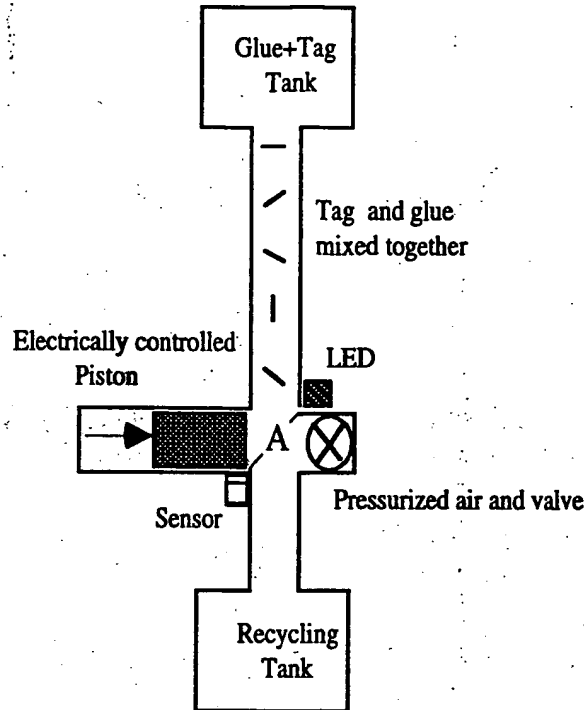 Glue+Tag
Tank
Tag and glue
mixed together
Electrically controlled
Piston
LED
A
Sensor
Pressurized air and valve
Recycling
Tank